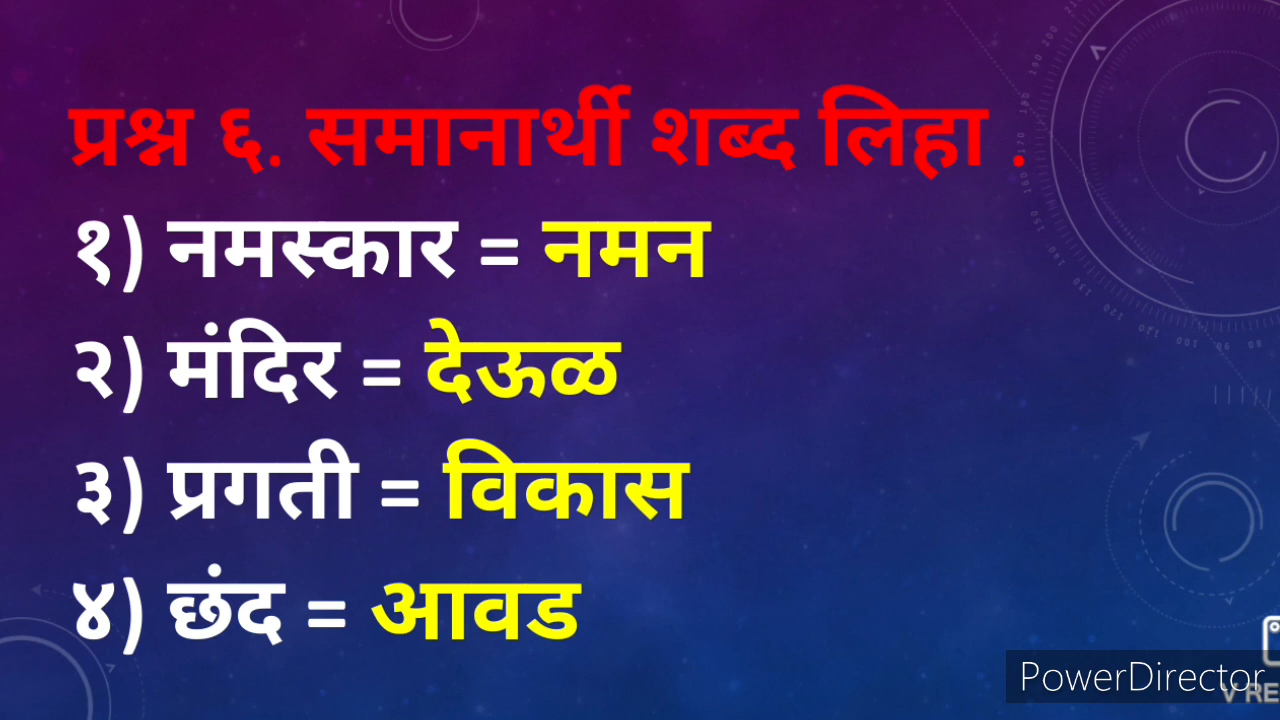 प्रश्न ६. समानार्थी शब्द लिहा .
१) नमस्कार = नमन
२) मंदिर = देऊळ
३) प्रगती = विकास
४) छंद = आवड
PowerDirector